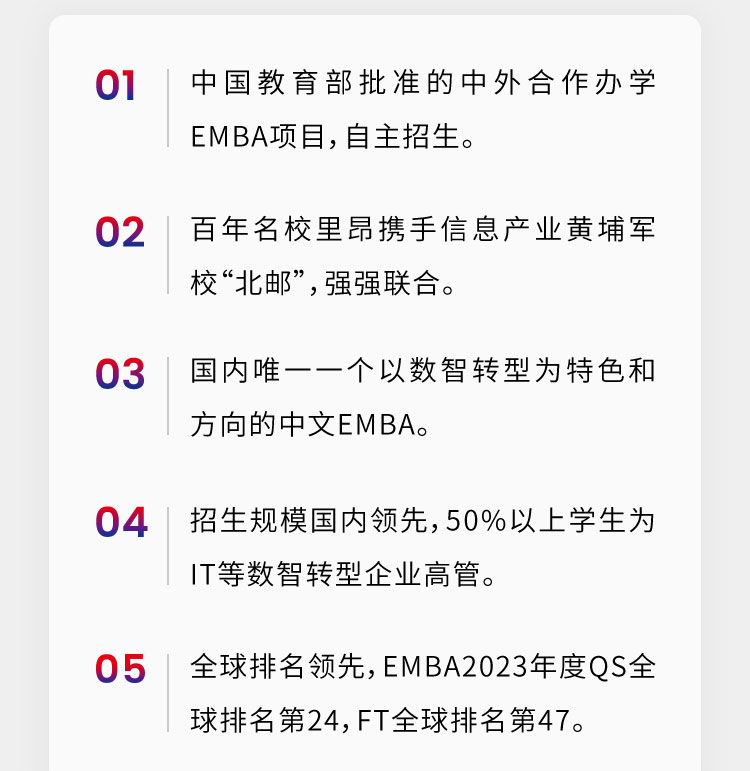 01
中国教育部批准的中外合作办学
EMBA项目，自主招生。
02
百年名校里昂携手信息产业黄埔军
校“北邮”，强强联合。
03
国内唯一一个以数智转型为特色和
方向的中文EMBA。
04
招生规模国内领先，50%以上学生为
IT等数智转型企业高管。
05
全球排名领先，EMBA2023年度QS全
球排名第24，FT全球排名第47。